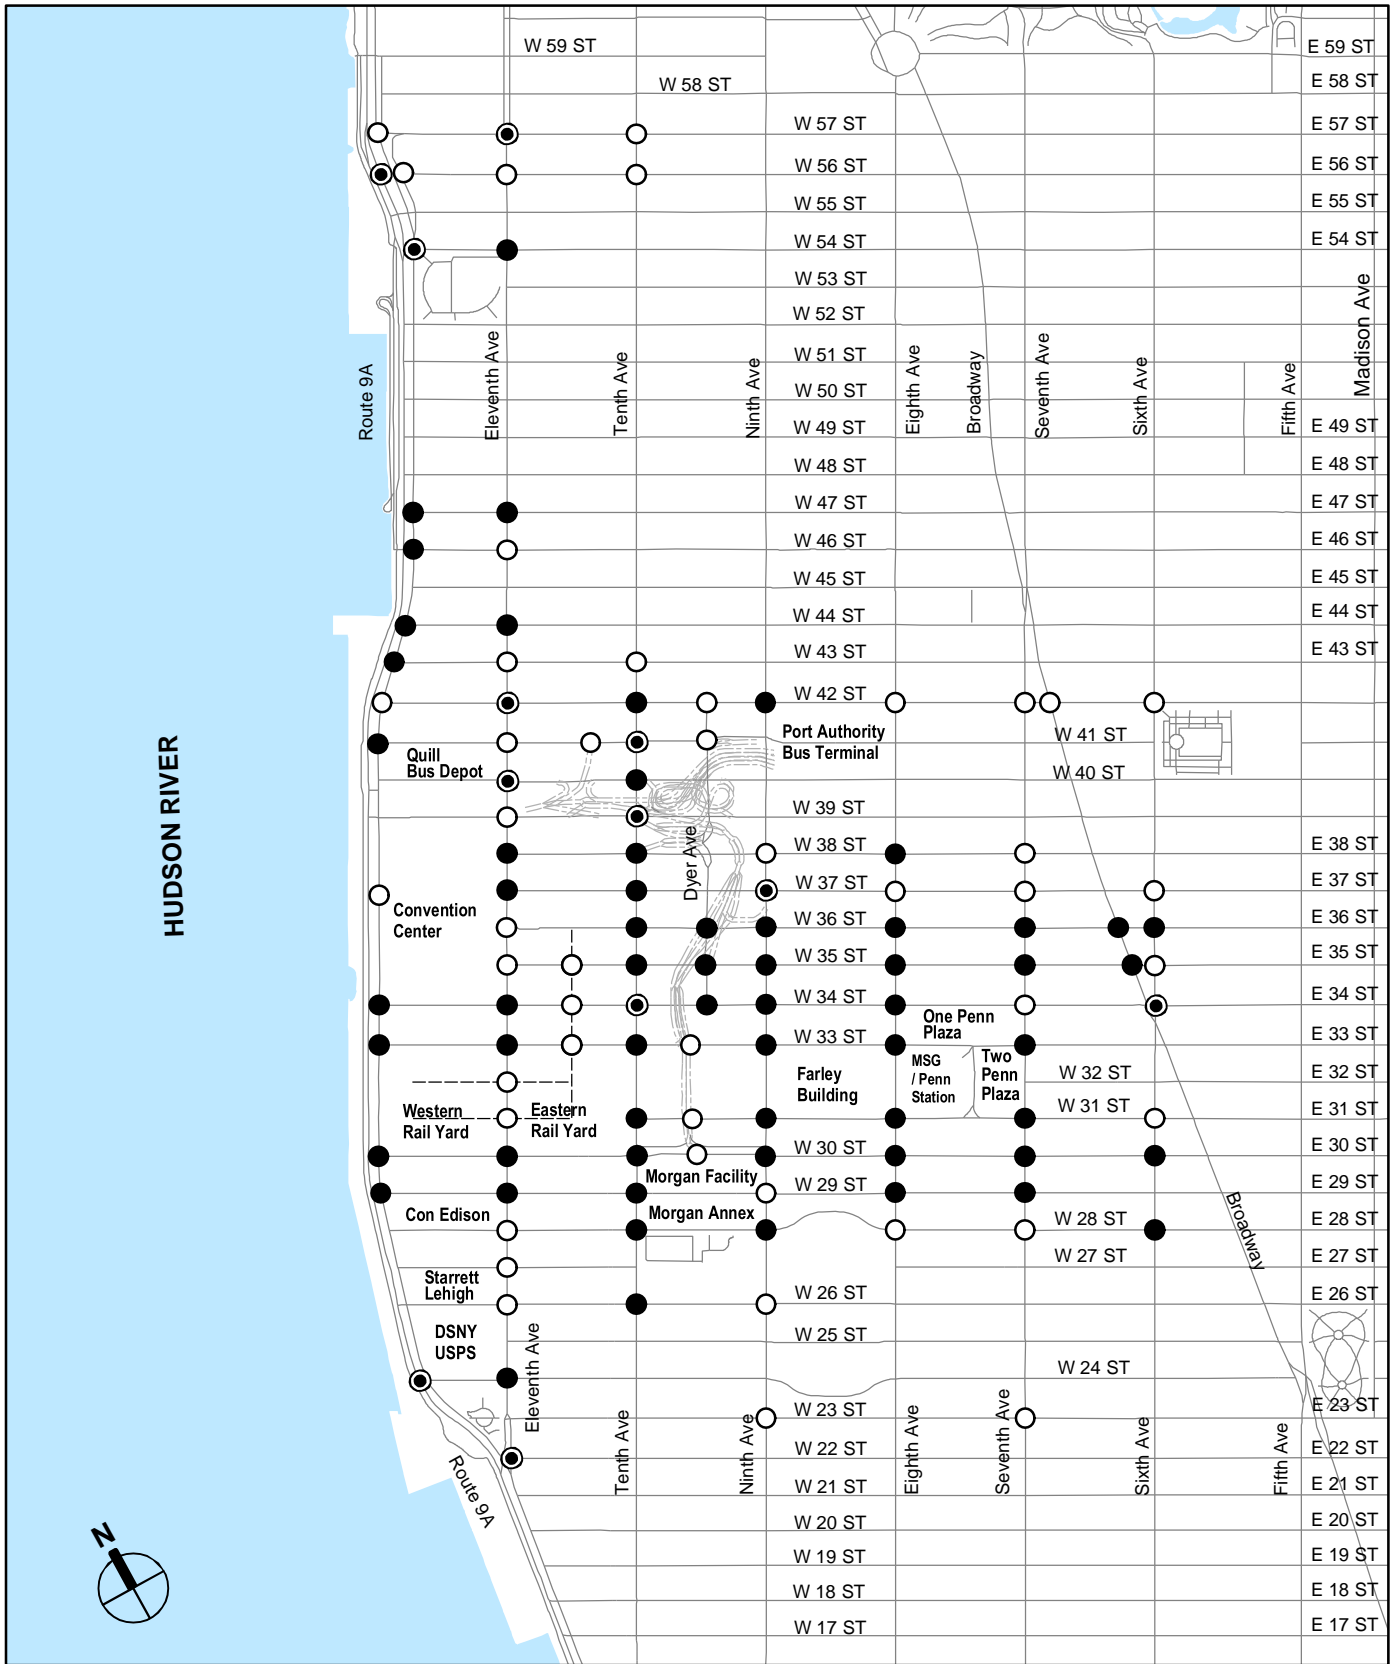 W 59 ST
E 59 ST
W 58 ST
E 58 ST
W 57 ST
E 57 ST
W 56 ST
E 56 ST
W 55 ST
E 55 ST
W 54 ST
E 54 ST
W 53 ST
W 52 ST
Route 9A
Eleventh Ave
Tenth Ave
Ninth Ave
Eighth Ave
Broadway
Seventh Ave
Sixth Ave
Fifth Ave
Madison Ave
W 51 ST
W 50 ST
W 49 ST
E 49 ST
W 48 ST
E 48 ST
W 47 ST
E 47 ST
W 46 ST
E 46 ST
W 45 ST
E 45 ST
W 44 ST
E 44 ST
W 43 ST
E 43 ST
W 42 ST
Port Authority
Bus Terminal
W 41 ST
Quill
Bus Depot
W 40 ST
W 39 ST
HUDSON RIVER
Dyer Ave
W 38 ST
E 38 ST
W 37 ST
E 37 ST
Convention
Center
W 36 ST
E 36 ST
W 35 ST
E 35 ST
W 34 ST
E 34 ST
One Penn
Plaza
W 33 ST
E 33 ST
MSG
/ Penn
Station
Two
Penn
Plaza
Farley
Building
W 32 ST
E 32 ST
Western
Rail Yard
Eastern
Rail Yard
W 31 ST
E 31 ST
W 30 ST
E 30 ST
Morgan Facility
W 29 ST
E 29 ST
Con Edison
Morgan Annex
W 28 ST
E 28 ST
Broadway
W 27 ST
E 27 ST
Starrett
Lehigh
W 26 ST
E 26 ST
DSNY
USPS
W 25 ST
W 24 ST
Eleventh Ave
W 23 ST
E 23 ST
Route 9A
Tenth Ave
Ninth Ave
Eighth Ave
Seventh Ave
Sixth Ave
Fifth Ave
W 22 ST
E 22 ST
W 21 ST
E 21 ST
W 20 ST
E 20 ST
N
W 19 ST
E 19 ST
W 18 ST
E 18 ST
W 17 ST
E 17 ST